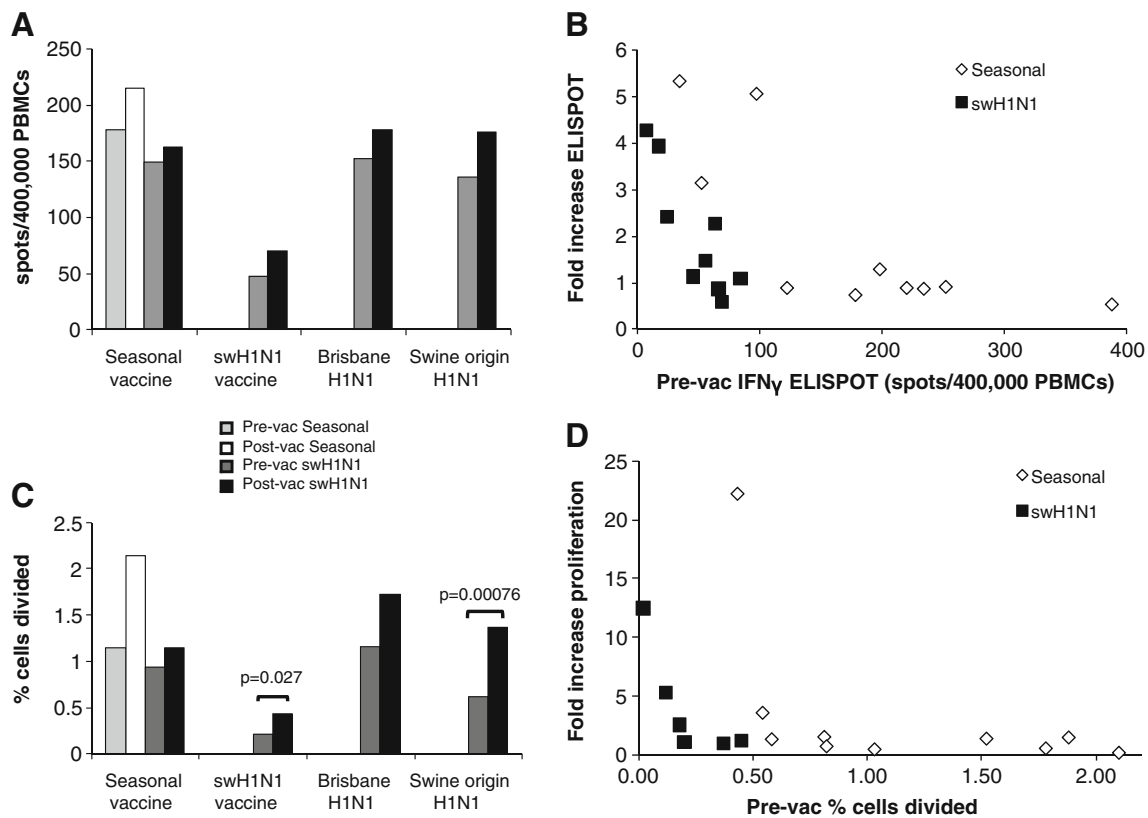 A
250
200
150
100
50
0
spots/400,000 PBMCs
Seasonal vaccine
swH1N1 vaccine
Brisbane H1N1
Swine origin H1N1
B
6
5
4
3
2
1
0
Fold increase ELISPOT
0 100 200 300 400
Pre-vac IFNγ ELISPOT (spots/400,000 PBMCs)
Seasonal
swH1N1
Pre-vac Seasonal
Post-vac Seasonal
Pre-vac swH1N1
Post-vac swH1N1
C
2.5
2
1.5
1
0.5
0
% cells divided
p=0.027
p=0.00076
Seasonal vaccine
swH1N1 vaccine
Brisbane H1N1
Swine origin H1N1
D
25
20
15
10
5
0
Fold increase proliferation
0.00 0.50 1.00 1.50 2.00
Pre-vac % cells divided
Seasonal
swH1N1